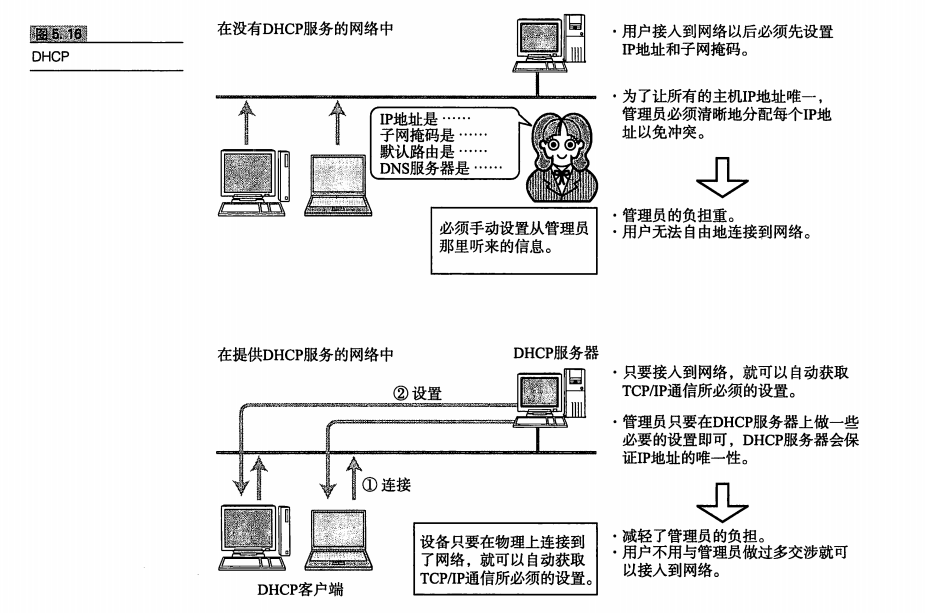 图5.16
DHCP
在没有DHCP服务的网络中
IP地址是……
子网掩码是……
默认路由是……
DNS服务器是……
必须手动设置从管理员
那里听来的信息。
·用户接入到网络以后必须先设置
IP地址和子网掩码。
·为了让所有的主机IP地址唯一，
管理员必须清晰地分配每个IP地
址以免冲突。
·管理员的负担重。
·用户无法自由地连接到网络。
在提供DHCP服务的网络中
DHCP服务器
②设置
①连接
DHCP客户端
设备只要在物理上连接到
了网络，就可以自动获取
TCP/IP通信所必须的设置。
·只要接入到网络，就可以自动获取
TCP/IP通信所必须的设置。
·管理员只要在DHCP服务器上做一些
必要的设置即可，DHCP服务器会保
证IP地址的唯一性。
·减轻了管理员的负担。
·用户不用与管理员做过多交涉就可
以接入到网络。